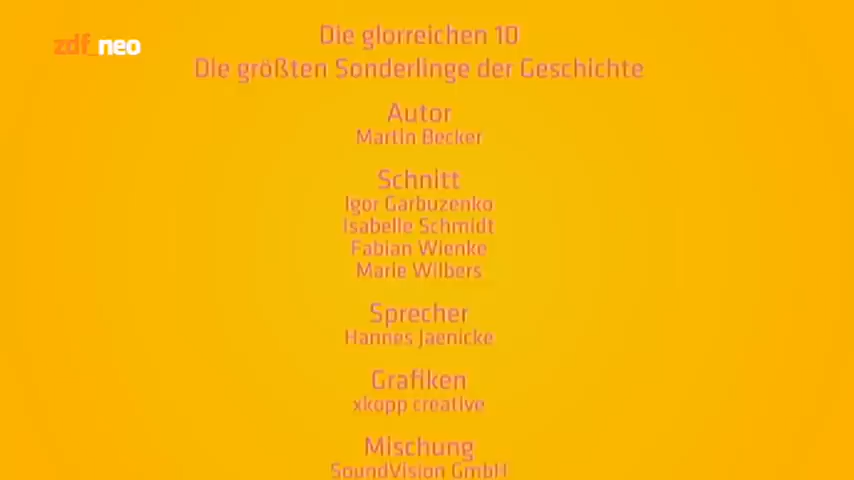 zdf_neo
Die glorreichen 10
Die größten Sonderlinge der Geschichte
Autor
Martin Becker
Schnitt
Igor Garbuzenko
Isabelle Schmidt
Fabian Wienke
Marie Wilbers
Sprecher
Hannes Jaenicke
Grafiken
xkopp creative
Mischung
SoundVision GmbH